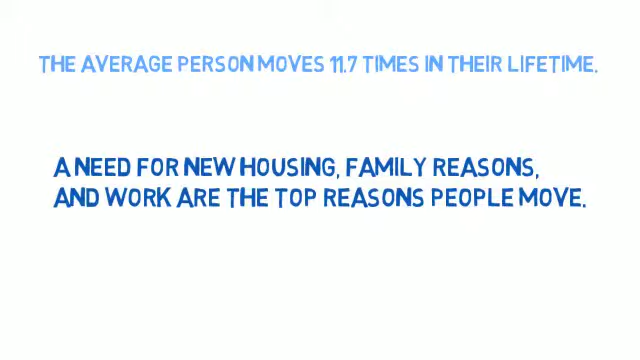 THE AVERAGE PERSON MOVES 11.7 TIMES IN THEIR LIFETIME.
A NEED FOR NEW HOUSING, FAMILY REASONS,
AND WORK ARE THE TOP REASONS PEOPLE MOVE.